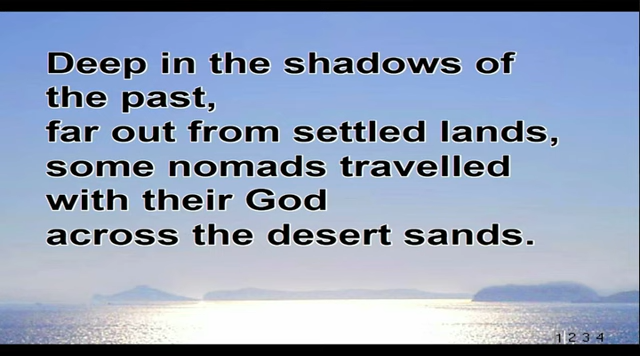 Deep in the shadows of
the past,
far out from settled lands,
some nomads travelled
with their God
across the desert sands.
1 2 3 4